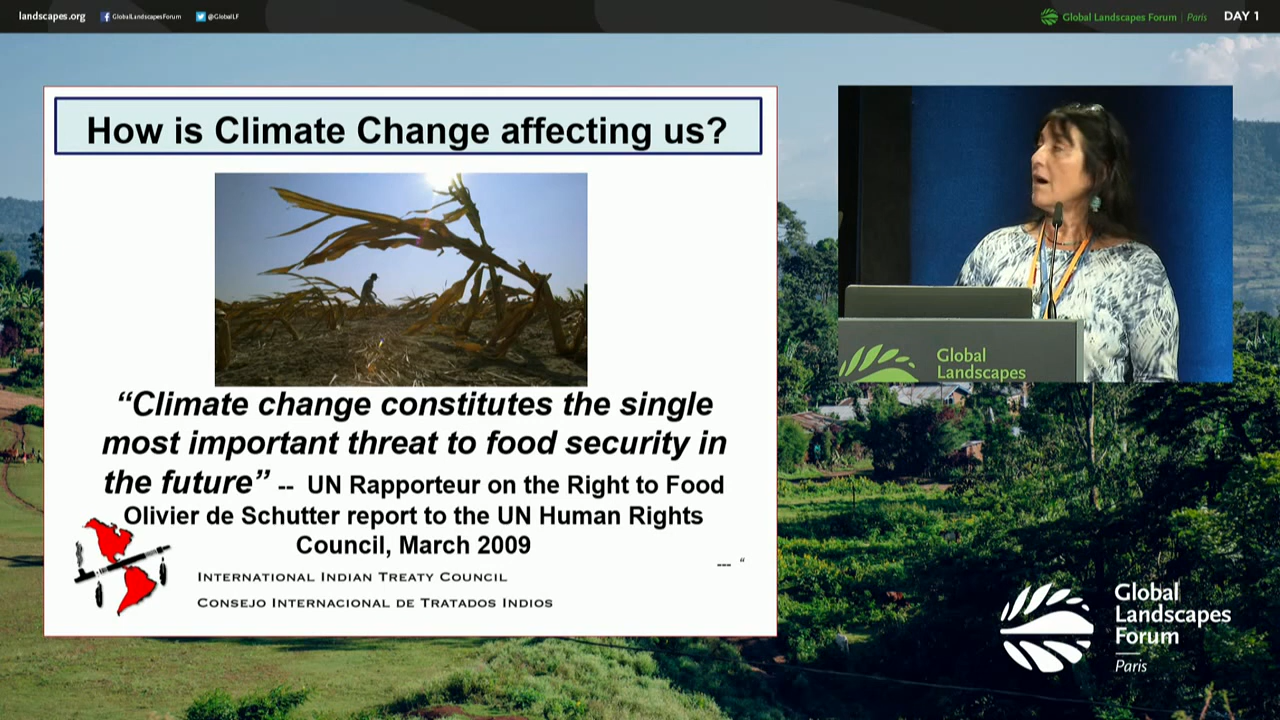 landscapes.org GlobalLandscapesForum @GlobalLF Global Landscapes Forum | Paris DAY 1
How is Climate Change affecting us?
“Climate change constitutes the single
most important threat to food security in
the future” -- UN Rapporteur on the Right to Food
Olivier de Schutter report to the UN Human Rights
Council, March 2009
--- “
INTERNATIONAL INDIAN TREATY COUNCIL
CONSEJO INTERNACIONAL DE TRATADOS INDIOS
Global
Landscapes
Global
Landscapes
Forum
Paris